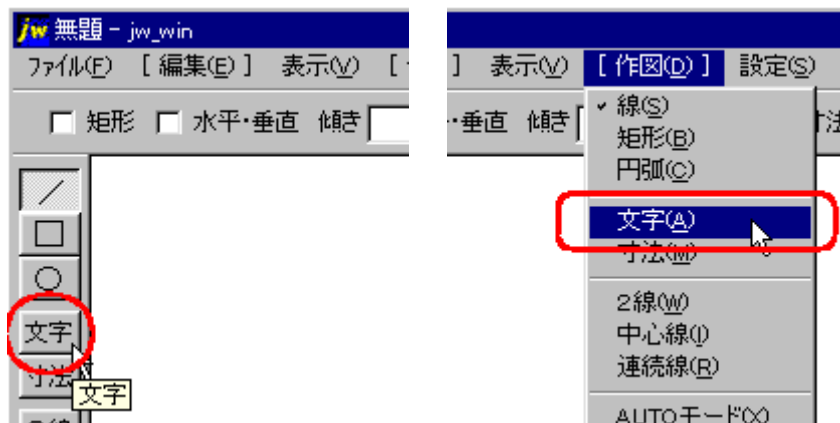 jw 無題 - jw_win
ﾌｧｲﾙ(F) [ 編集(E) ] 表示(V) [
矩形 水平・垂直 傾き
文字
寸法
文字
] 表示(V) [ 作図(D) ] 設定(S)
・垂直 傾き
線(S)
矩形(B)
円弧(C)
文字(A)
寸法(M)
2線(W)
中心線(I)
連続線(R)
AUTOモード(X)